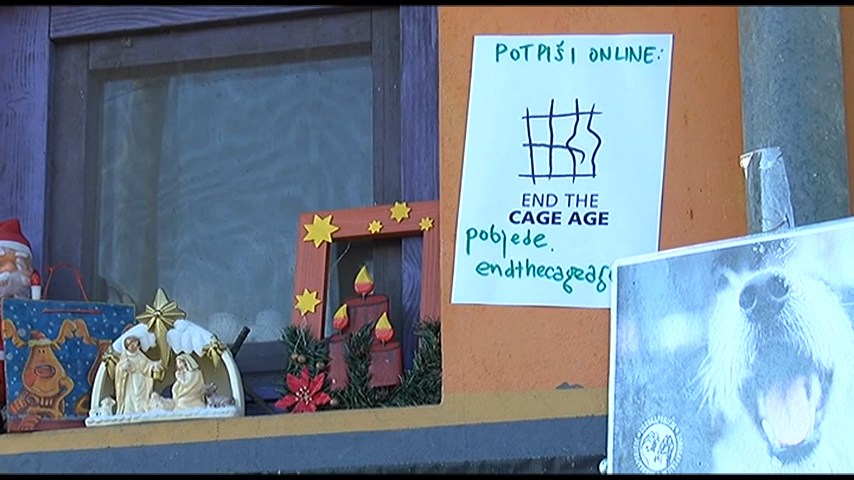 POTPIŠI ONLINE:
END THE
CAGE AGE
pobjede.
endthecageage